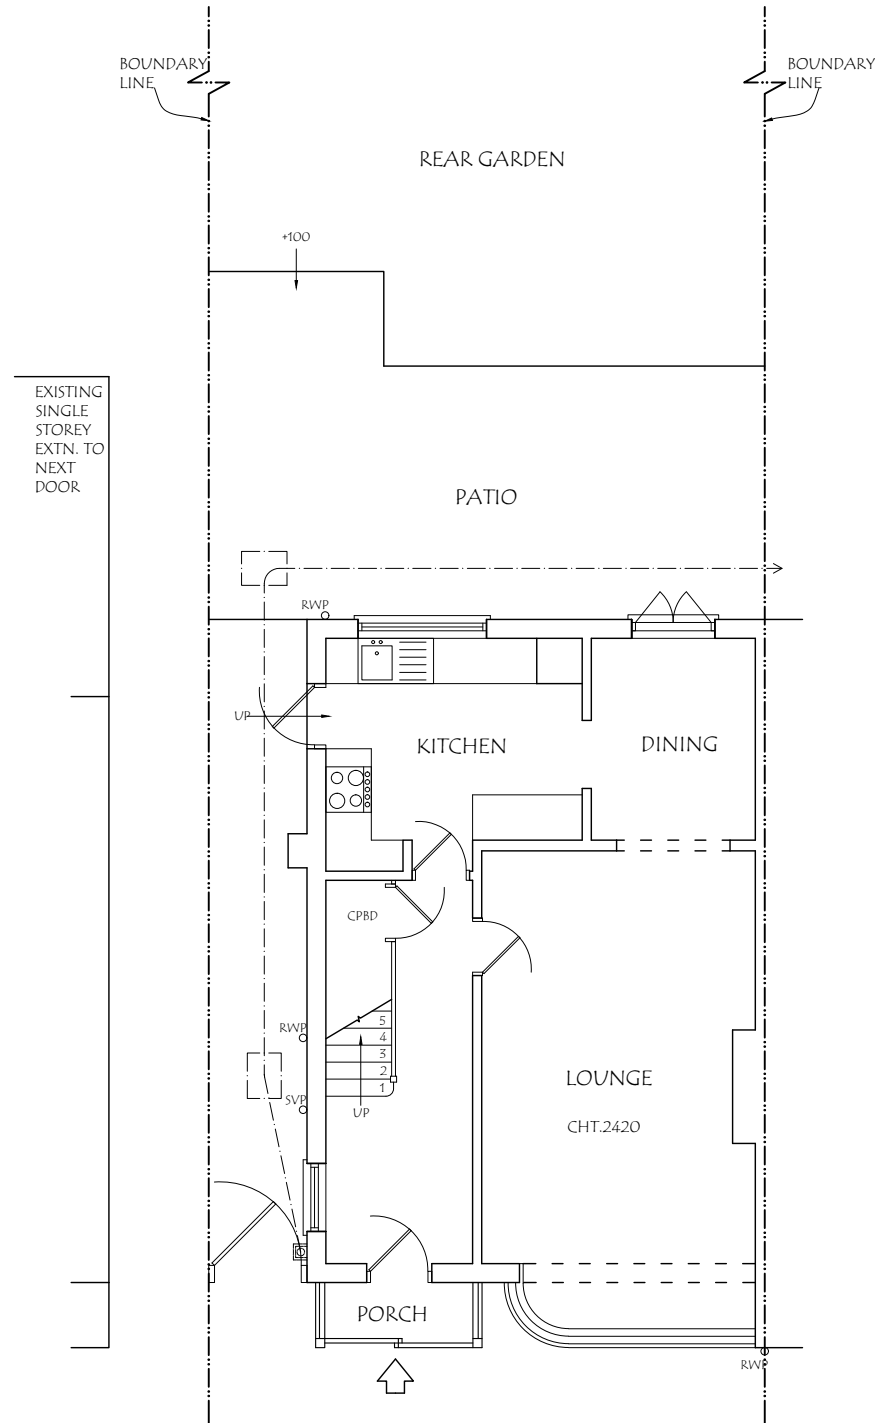 BOUNDARY
LINE
BOUNDARY
LINE
REAR GARDEN
+100
EXISTING
SINGLE
STOREY
EXTN. TO
NEXT
DOOR
PATIO
RWP
UP
KITCHEN
DINING
CPBD
RWP
5
4
3
2
1
SVP
UP
LOUNGE
CHT.2420
PORCH
RWP